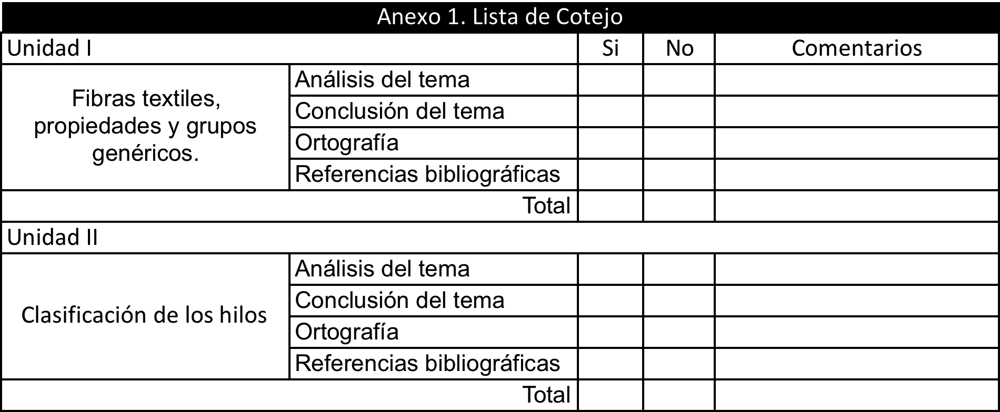 Anexo 1. Lista de Cotejo
Unidad I Si No Comentarios
Fibras textiles,
propiedades y grupos
genéricos.
Análisis del tema
Conclusión del tema
Ortografía
Referencias bibliográficas
Total
Unidad II
Clasificación de los hilos
Análisis del tema
Conclusión del tema
Ortografía
Referencias bibliográficas
Total